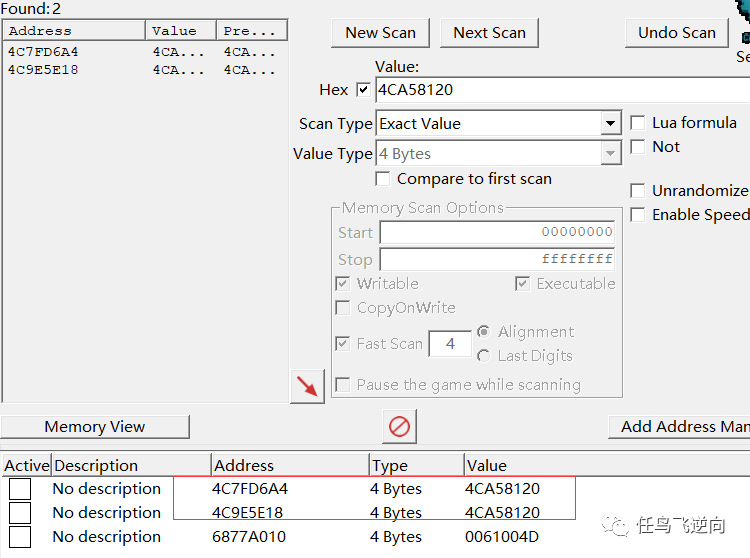 Found: 2
Address Value Pre...
4C7FD6A4 4CA... 4CA...
4C9E5E18 4CA... 4CA...
New Scan Next Scan Undo Scan
Value:
Hex 4CA58120
Scan Type Exact Value
Lua formula
Value Type 4 Bytes
Not
Compare to first scan
Unrandomize
Memory Scan Options
Enable Speed
Start 00000000
Stop ffffffff
Writable Executable
CopyOnWrite
Fast Scan 4 Alignment
Last Digits
Pause the game while scanning
Memory View Add Address Man
Active Description Address Type Value
No description 4C7FD6A4 4 Bytes 4CA58120
No description 4C9E5E18 4 Bytes 4CA58120
No description 6877A010 4 Bytes 0061004D
任鸟飞逆向